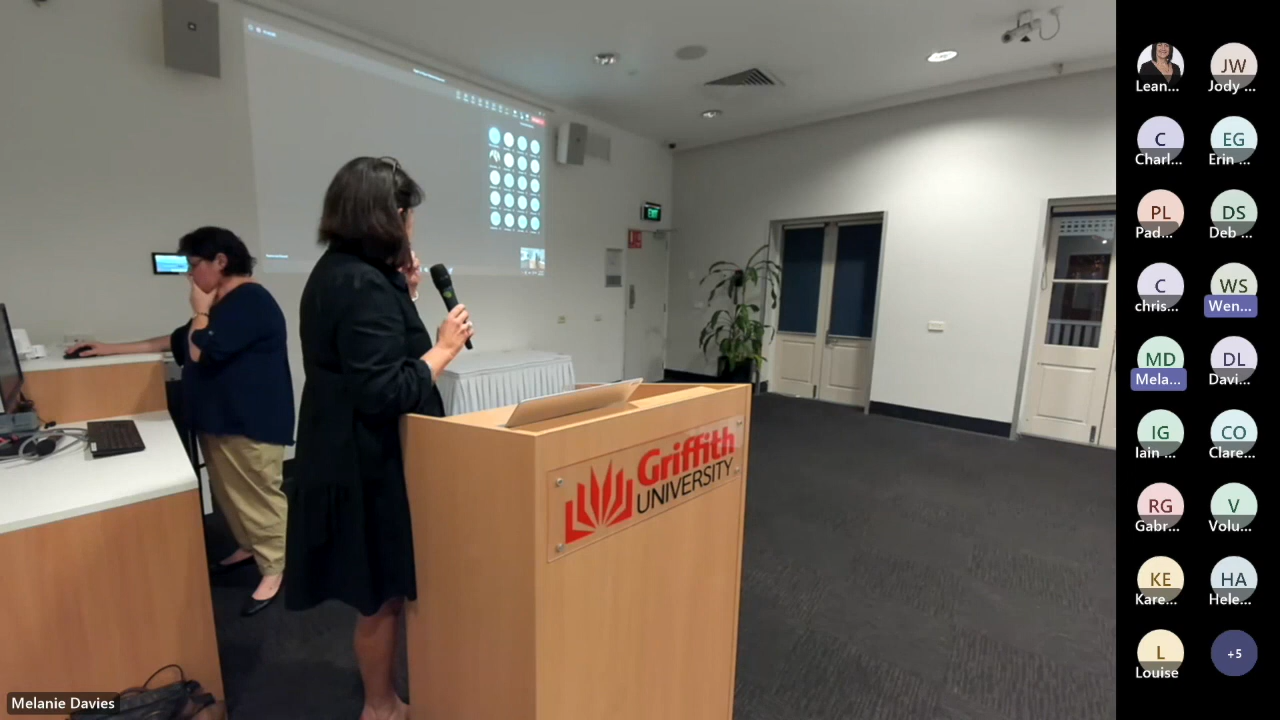 Griffith
UNIVERSITY
Melanie Davies
Lean...
JW
Jody ...
C
Charl...
EG
Erin ...
PL
Pad...
DS
Deb ...
C
chris...
WS
Wen...
MD
Mela...
DL
Davi...
IG
Iain ...
CO
Clare...
RG
Gabr...
V
Volu...
KE
Kare...
HA
Hele...
L
Louise
+5